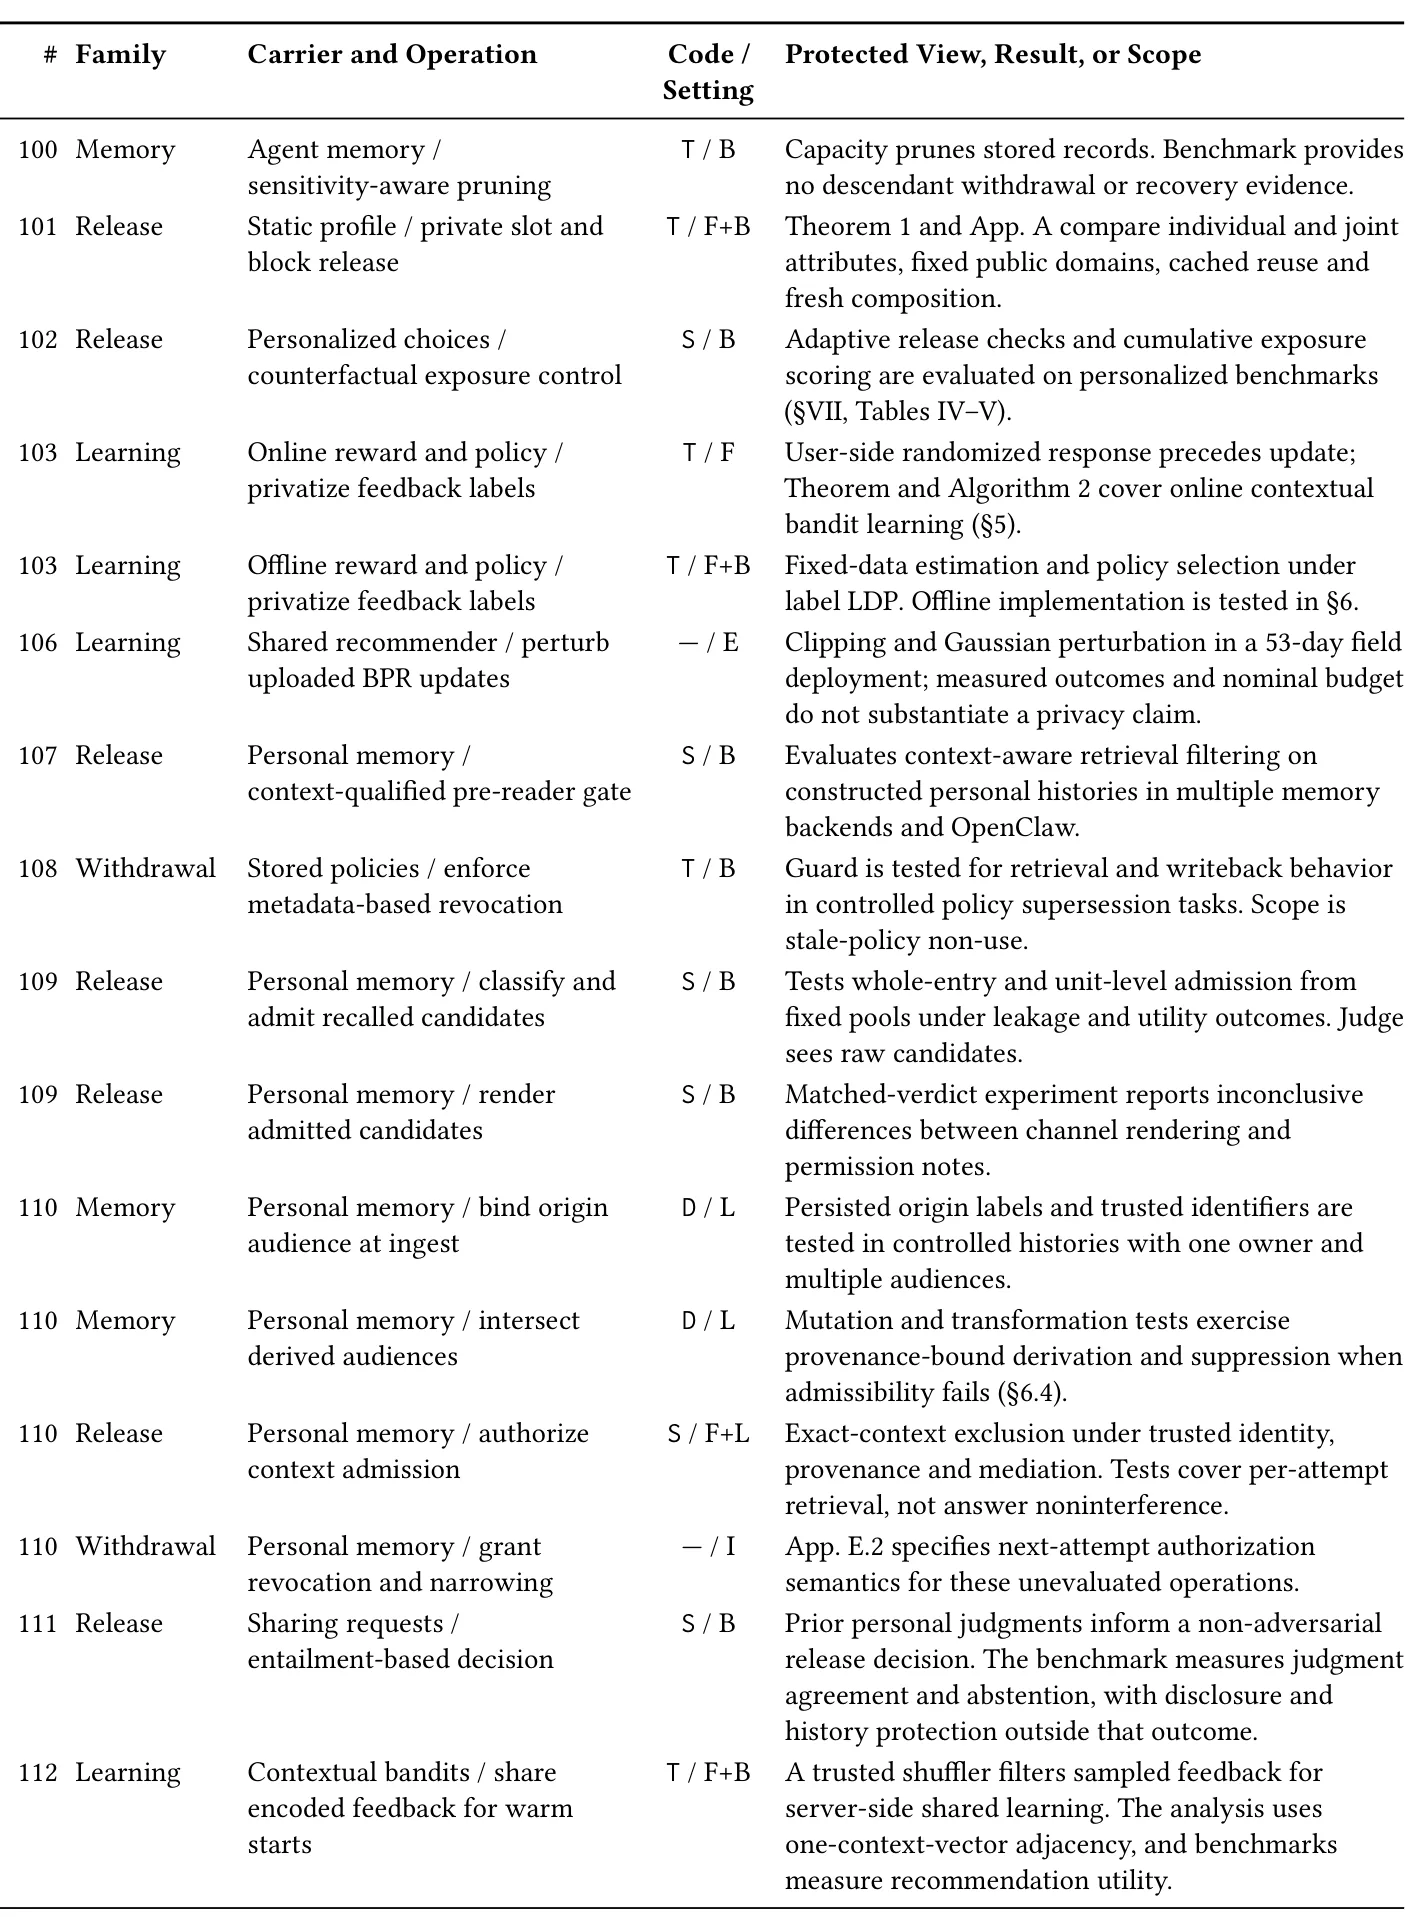 # Family Carrier and Operation Code / Setting Protected View, Result, or Scope
100 Memory Agent memory / T / B Capacity prunes stored records. Benchmark provides
sensitivity-aware pruning no descendant withdrawal or recovery evidence.
101 Release Static profile / private slot and T / F+B Theorem 1 and App. A compare individual and joint
block release attributes, fixed public domains, cached reuse and
fresh composition.
102 Release Personalized choices / S / B Adaptive release checks and cumulative exposure
counterfactual exposure control scoring are evaluated on personalized benchmarks
(§VII, Tables IV–V).
103 Learning Online reward and policy / T / F User-side randomized response precedes update;
privatize feedback labels Theorem and Algorithm 2 cover online contextual
bandit learning (§5).
103 Learning Offline reward and policy / T / F+B Fixed-data estimation and policy selection under
privatize feedback labels label LDP. Offline implementation is tested in §6.
106 Learning Shared recommender / perturb — / E Clipping and Gaussian perturbation in a 53-day field
uploaded BPR updates deployment; measured outcomes and nominal budget
do not substantiate a privacy claim.
107 Release Personal memory / S / B Evaluates context-aware retrieval filtering on
context-qualified pre-reader gate constructed personal histories in multiple memory
backends and OpenClaw.
108 Withdrawal Stored policies / enforce T / B Guard is tested for retrieval and writeback behavior
metadata-based revocation in controlled policy supersession tasks. Scope is
stale-policy non-use.
109 Release Personal memory / classify and S / B Tests whole-entry and unit-level admission from
admit recalled candidates fixed pools under leakage and utility outcomes. Judge
sees raw candidates.
109 Release Personal memory / render S / B Matched-verdict experiment reports inconclusive
admitted candidates differences between channel rendering and
permission notes.
110 Memory Personal memory / bind origin D / L Persisted origin labels and trusted identifiers are
audience at ingest tested in controlled histories with one owner and
multiple audiences.
110 Memory Personal memory / intersect D / L Mutation and transformation tests exercise
derived audiences provenance-bound derivation and suppression when
admissibility fails (§6.4).
110 Release Personal memory / authorize S / F+L Exact-context exclusion under trusted identity,
context admission provenance and mediation. Tests cover per-attempt
retrieval, not answer noninterference.
110 Withdrawal Personal memory / grant — / I App. E.2 specifies next-attempt authorization
revocation and narrowing semantics for these unevaluated operations.
111 Release Sharing requests / S / B Prior personal judgments inform a non-adversarial
entailment-based decision release decision. The benchmark measures judgment
agreement and abstention, with disclosure and
history protection outside that outcome.
112 Learning Contextual bandits / share T / F+B A trusted shuffler filters sampled feedback for
encoded feedback for warm server-side shared learning. The analysis uses
starts one-context-vector adjacency, and benchmarks
measure recommendation utility.